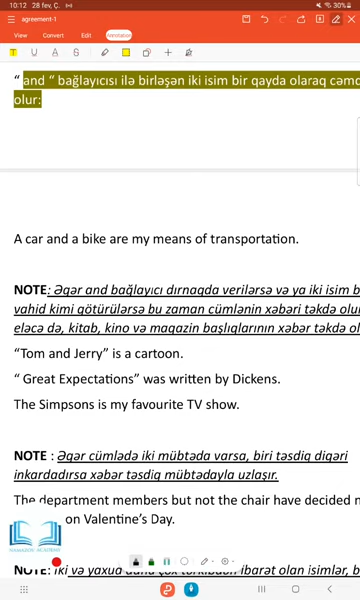 10:12 28 fev, Ç. 30%
agreement-1
View Convert Edit Annotation
T U A S
“ and “ bağlayıcısı ilə birləşən iki isim bir qayda olaraq
olur:
A car and a bike are my means of transportation.
NOTE: Əgər and bağlayıcı dırnaqda verilərsə və ya iki isim
vahid kimi götürülərsə bu zaman cümlənin xəbəri təkdə
eləcə də, kitab, kino və maqazin başlıqlarının xəbər təkdə
“Tom and Jerry” is a cartoon.
“ Great Expectations” was written by Dickens.
The Simpsons is my favourite TV show.
NOTE : Əgər cümlədə iki mübtəda varsa, biri təsdiq digəri
inkardadırsa xəbər təsdiq mübtədayla uzlaşır.
The department members but not the chair have decided
on Valentine’s Day.
RAMAZON ACADEMY
NOTE: iki və yaxud daha çox tərkibdən ibarət olan isimlər,